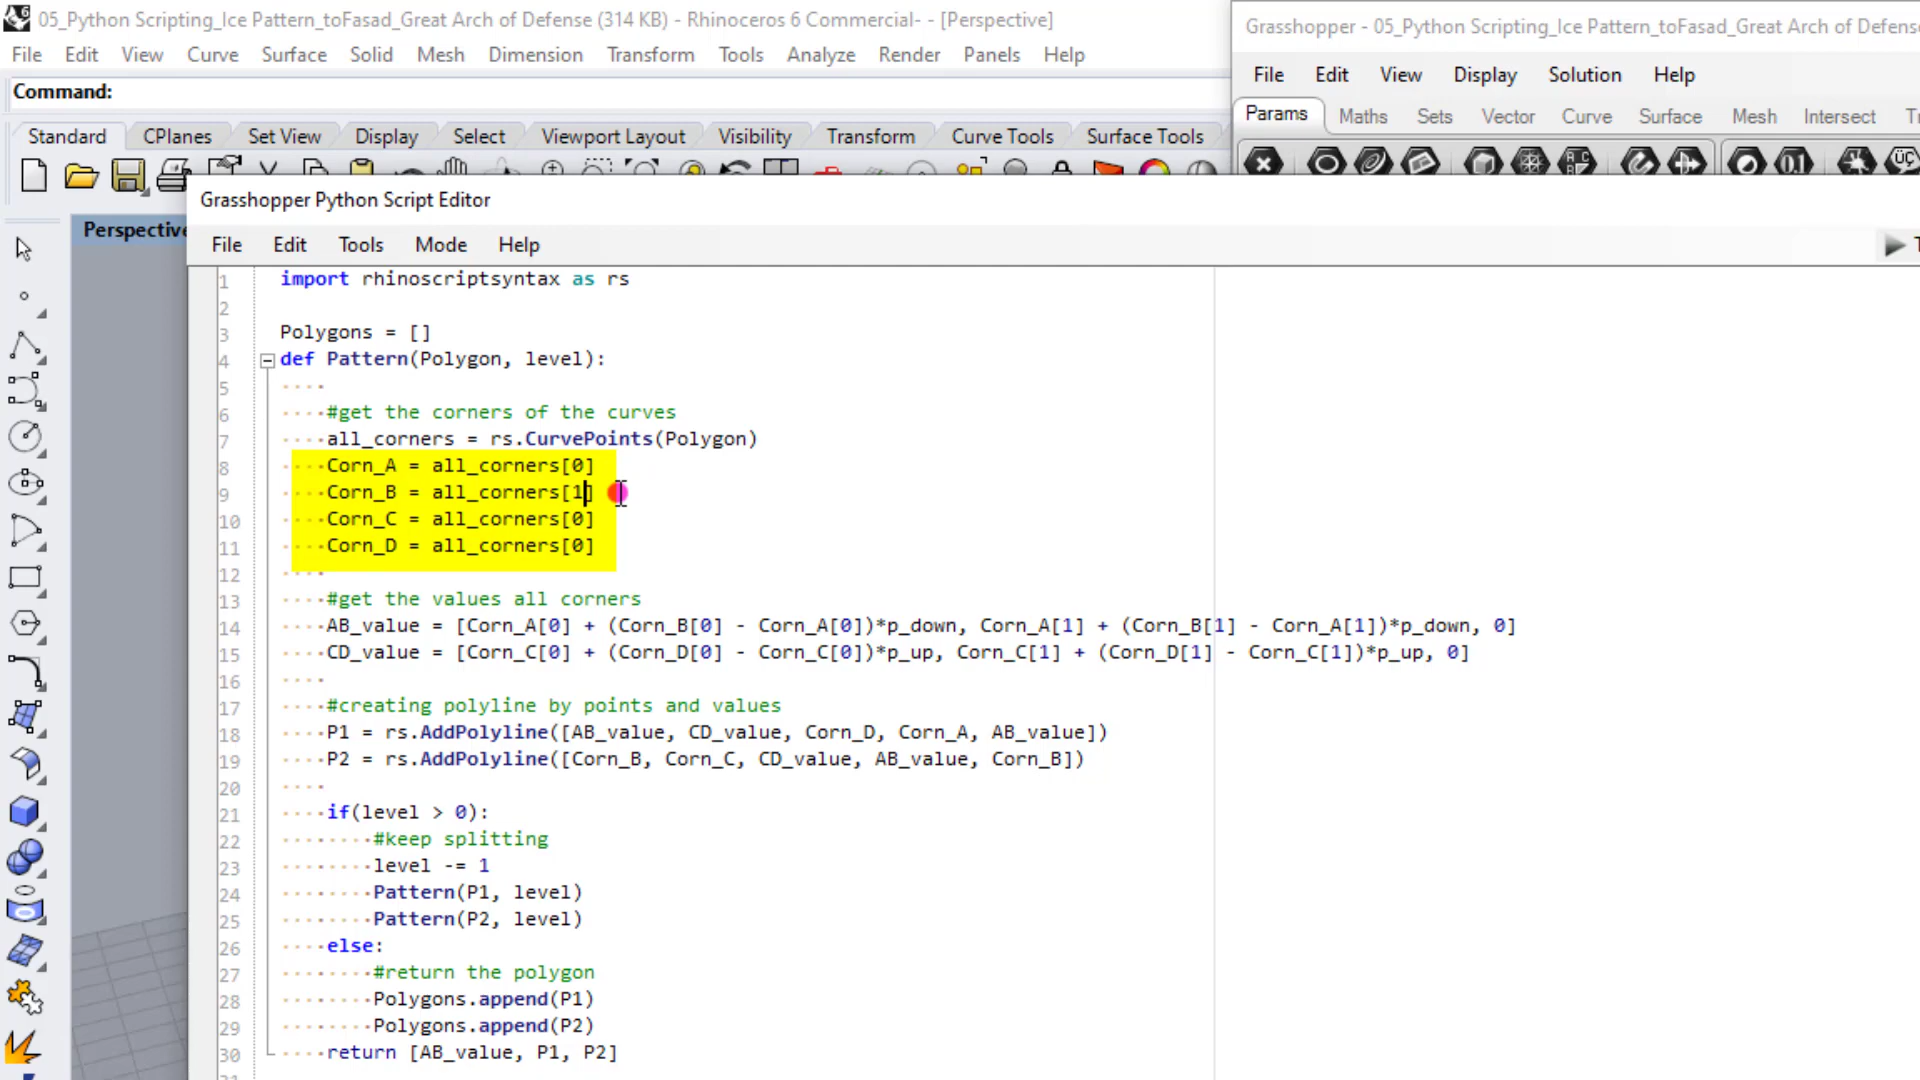 05_Python Scripting_Ice Pattern_toFasad_Great Arch of Defense (314 KB) - Rhinoceros 6 Commercial- - [Perspective]
File Edit View Curve Surface Solid Mesh Dimension Transform Tools Analyze Render Panels Help
Command:
Standard CPlanes Set View Display Select Viewport Layout Visibility Transform Curve Tools Surface Tools
Grasshopper - 05_Python Scripting_Ice Pattern_toFasad_Great Arch of Defense
File Edit View Display Solution Help
Params Maths Sets Vector Curve Surface Mesh Intersect
Perspective
Grasshopper Python Script Editor
File Edit Tools Mode Help
1 import rhinoscriptsyntax as rs
2
3 Polygons = []
4 def Pattern(Polygon, level):
5
6 #get the corners of the curves
7 all_corners = rs.CurvePoints(Polygon)
8 Corn_A = all_corners[0]
9 Corn_B = all_corners[1]
10 Corn_C = all_corners[0]
11 Corn_D = all_corners[0]
12
13 #get the values all corners
14 AB_value = [Corn_A[0] + (Corn_B[0] - Corn_A[0])*p_down, Corn_A[1] + (Corn_B[1] - Corn_A[1])*p_down, 0]
15 CD_value = [Corn_C[0] + (Corn_D[0] - Corn_C[0])*p_up, Corn_C[1] + (Corn_D[1] - Corn_C[1])*p_up, 0]
16
17 #creating polyline by points and values
18 P1 = rs.AddPolyline([AB_value, CD_value, Corn_D, Corn_A, AB_value])
19 P2 = rs.AddPolyline([Corn_B, Corn_C, CD_value, AB_value, Corn_B])
20
21 if(level > 0):
22 #keep splitting
23 level -= 1
24 Pattern(P1, level)
25 Pattern(P2, level)
26 else:
27 #return the polygon
28 Polygons.append(P1)
29 Polygons.append(P2)
30 return [AB_value, P1, P2]